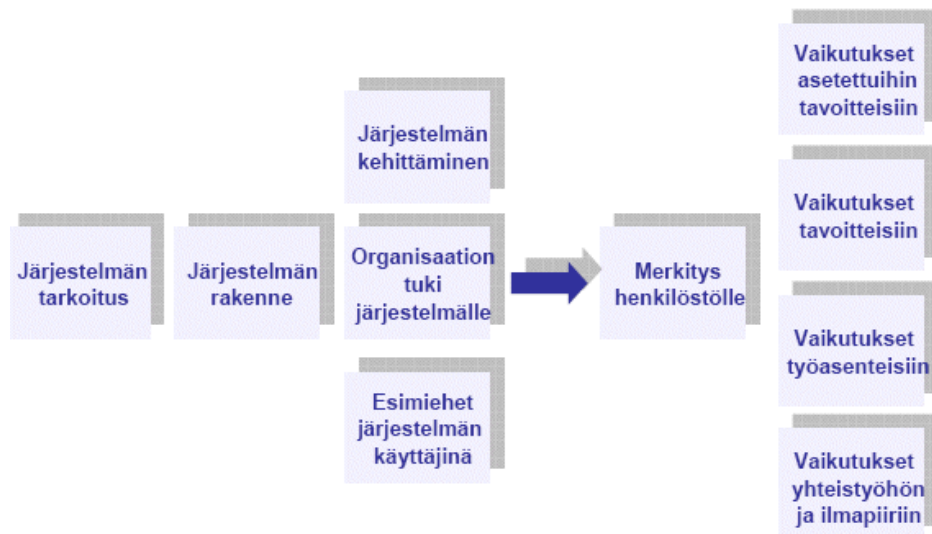 Järjestelmän
tarkoitus
Järjestelmän
rakenne
Järjestelmän
kehittäminen
Organisaation
tuki
järjestelmälle
Esimiehet
järjestelmän
käyttäjinä
Merkitys
henkilöstölle
Vaikutukset
asetettuihin
tavoitteisiin
Vaikutukset
tavoitteisiin
Vaikutukset
työasenteisiin
Vaikutukset
yhteistyöhön
ja ilmapiiriin